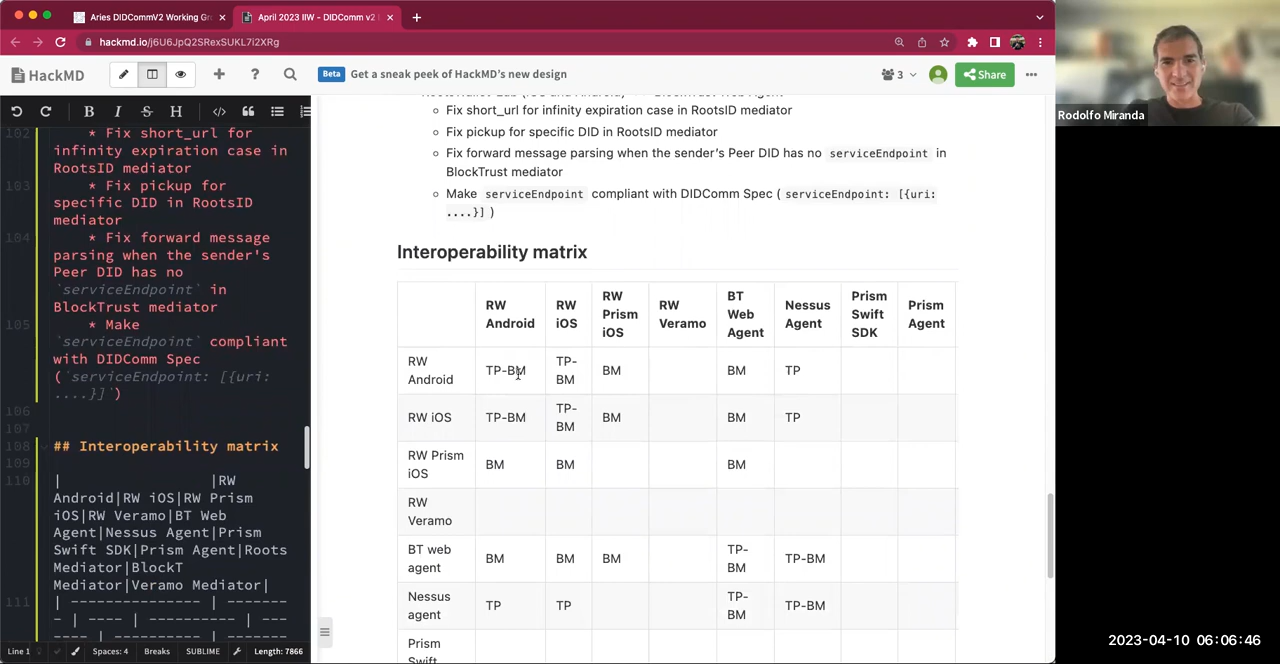 Aries DIDCommV2 Working Gr
April 2023 IIW - DIDComm v2
hackmd.io/j6U6JpQ2SRexSUKL7i2XRg
HackMD
Beta
Get a sneak peek of HackMD's new design
3
Share
B I S H
102
* Fix short_url for
infinity expiration case in
RootsID mediator
103
* Fix pickup for
specific DID in RootsID
mediator
104
* Fix forward message
parsing when the sender's
Peer DID has no
`serviceEndpoint` in
BlockTrust mediator
105
* Make
`serviceEndpoint` compliant
with DIDComm Spec
(`serviceEndpoint: [{uri:
....}]`)
106
107
108
## Interoperability matrix
109
110
| |RW
Android|RW iOS|RW Prism
iOS|RW Veramo|BT Web
Agent|Nessus Agent|Prism
Swift SDK|Prism Agent|Roots
Mediator|BlockT
Mediator|Veramo Mediator|
111
| --------------- | -------
- | ---- | ---------- | ---
---- | ---------- | -------
Line 1
Spaces: 4
Breaks
SUBLIME
Length: 7866
Fix short_url for infinity expiration case in RootsID mediator
Fix pickup for specific DID in RootsID mediator
Fix forward message parsing when the sender's Peer DID has no serviceEndpoint in
BlockTrust mediator
Make serviceEndpoint compliant with DIDComm Spec ( serviceEndpoint: [{uri:
....}] )
Interoperability matrix
RW Android
RW iOS
RW Prism iOS
RW Veramo
BT Web Agent
Nessus Agent
Prism Swift SDK
Prism Agent
RW Android TP-BM TP-BM BM BM TP
RW iOS TP-BM TP-BM BM BM TP
RW Prism iOS BM BM BM
RW Veramo
BT web agent BM BM BM TP-BM TP-BM
Nessus agent TP TP TP-BM TP-BM
Prism
Swift
Rodolfo Miranda
2023-04-10 06:06:46